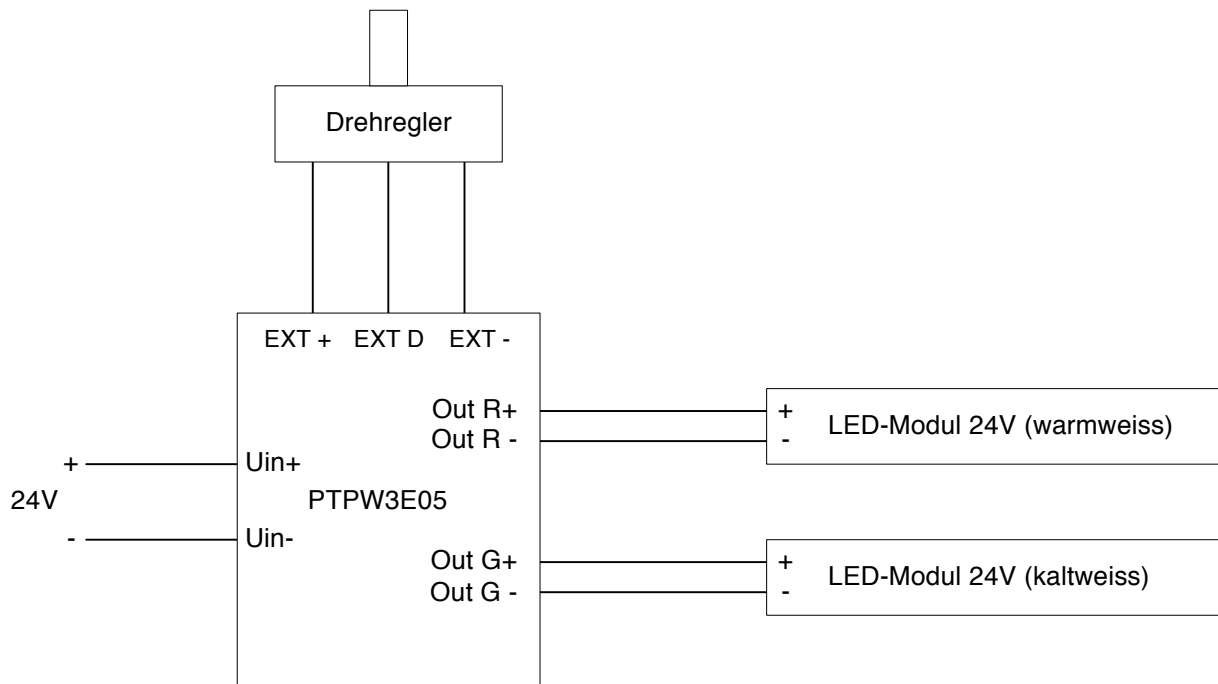 Drehregler
EXT + EXT D EXT -
Out R+
Out R -
+
-
LED-Modul 24V (warmweiss)
+
24V
-
Uin+
PTPW3E05
Uin-
Out G+
Out G -
+
-
LED-Modul 24V (kaltweiss)